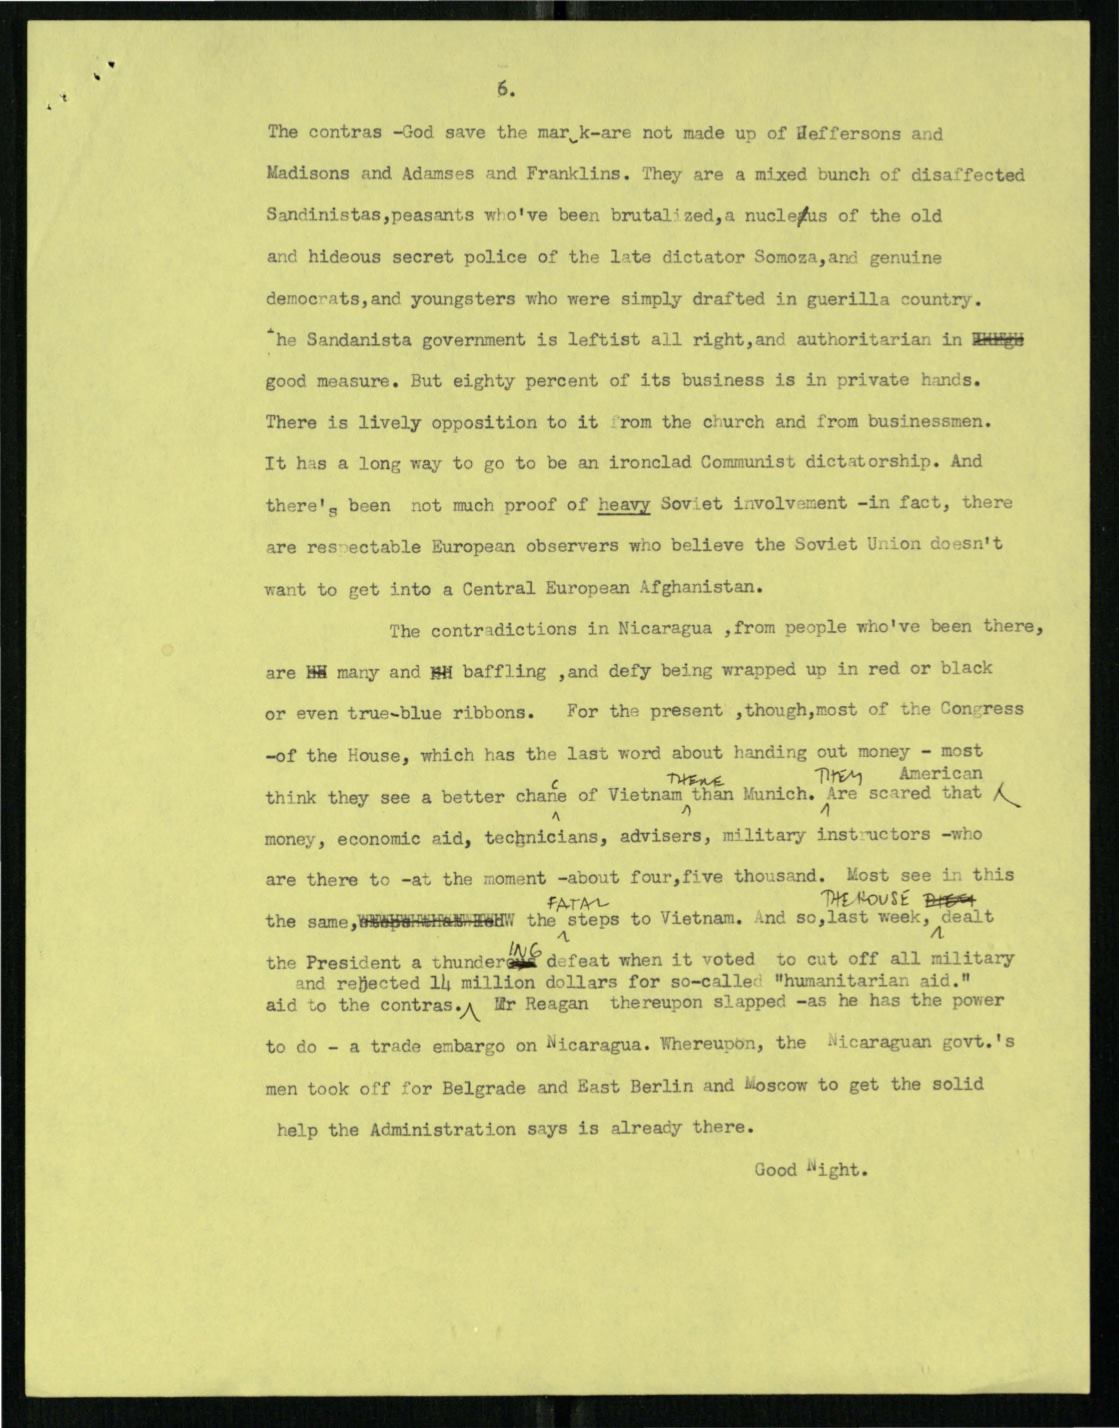 6.
The contras -God save the mar k-are not made up of Jeffersons and
Madisons and Adamses and Franklins. They are a mixed bunch of disaffected
Sandinistas,peasants who've been brutalized,a nucleus of the old
and hideous secret police of the late dictator Somoza,and genuine
democrats,and youngsters who were simply drafted in guerilla country.
The Sandanista government is leftist all right,and authoritarian in
good measure. But eighty percent of its business is in private hands.
There is lively opposition to it from the church and from businessmen.
It has a long way to go to be an ironclad Communist dictatorship. And
there's been not much proof of heavy Soviet involvement -in fact, there
are respectable European observers who believe the Soviet Union doesn't
want to get into a Central European Afghanistan.
The contradictions in Nicaragua ,from people who've been there,
are many and baffling ,and defy being wrapped up in red or black
or even true-blue ribbons. For the present ,though,most of the Congress
-of the House, which has the last word about handing out money - most
THERE THEY American
think they see a better chance of Vietnam than Munich. Are scared that
money, economic aid, technicians, advisers, military instructors -who
are there to -at the moment -about four,five thousand. Most see in this
FATAL THE HOUSE
the same, the steps to Vietnam. And so,last week, dealt
ING
the President a thunder defeat when it voted to cut off all military
and rejected 14 million dollars for so-called "humanitarian aid."
aid to the contras. Mr Reagan thereupon slapped -as he has the power
to do - a trade embargo on Nicaragua. Whereupon, the Nicaraguan govt.'s
men took off for Belgrade and East Berlin and Moscow to get the solid
help the Administration says is already there.
Good Night.